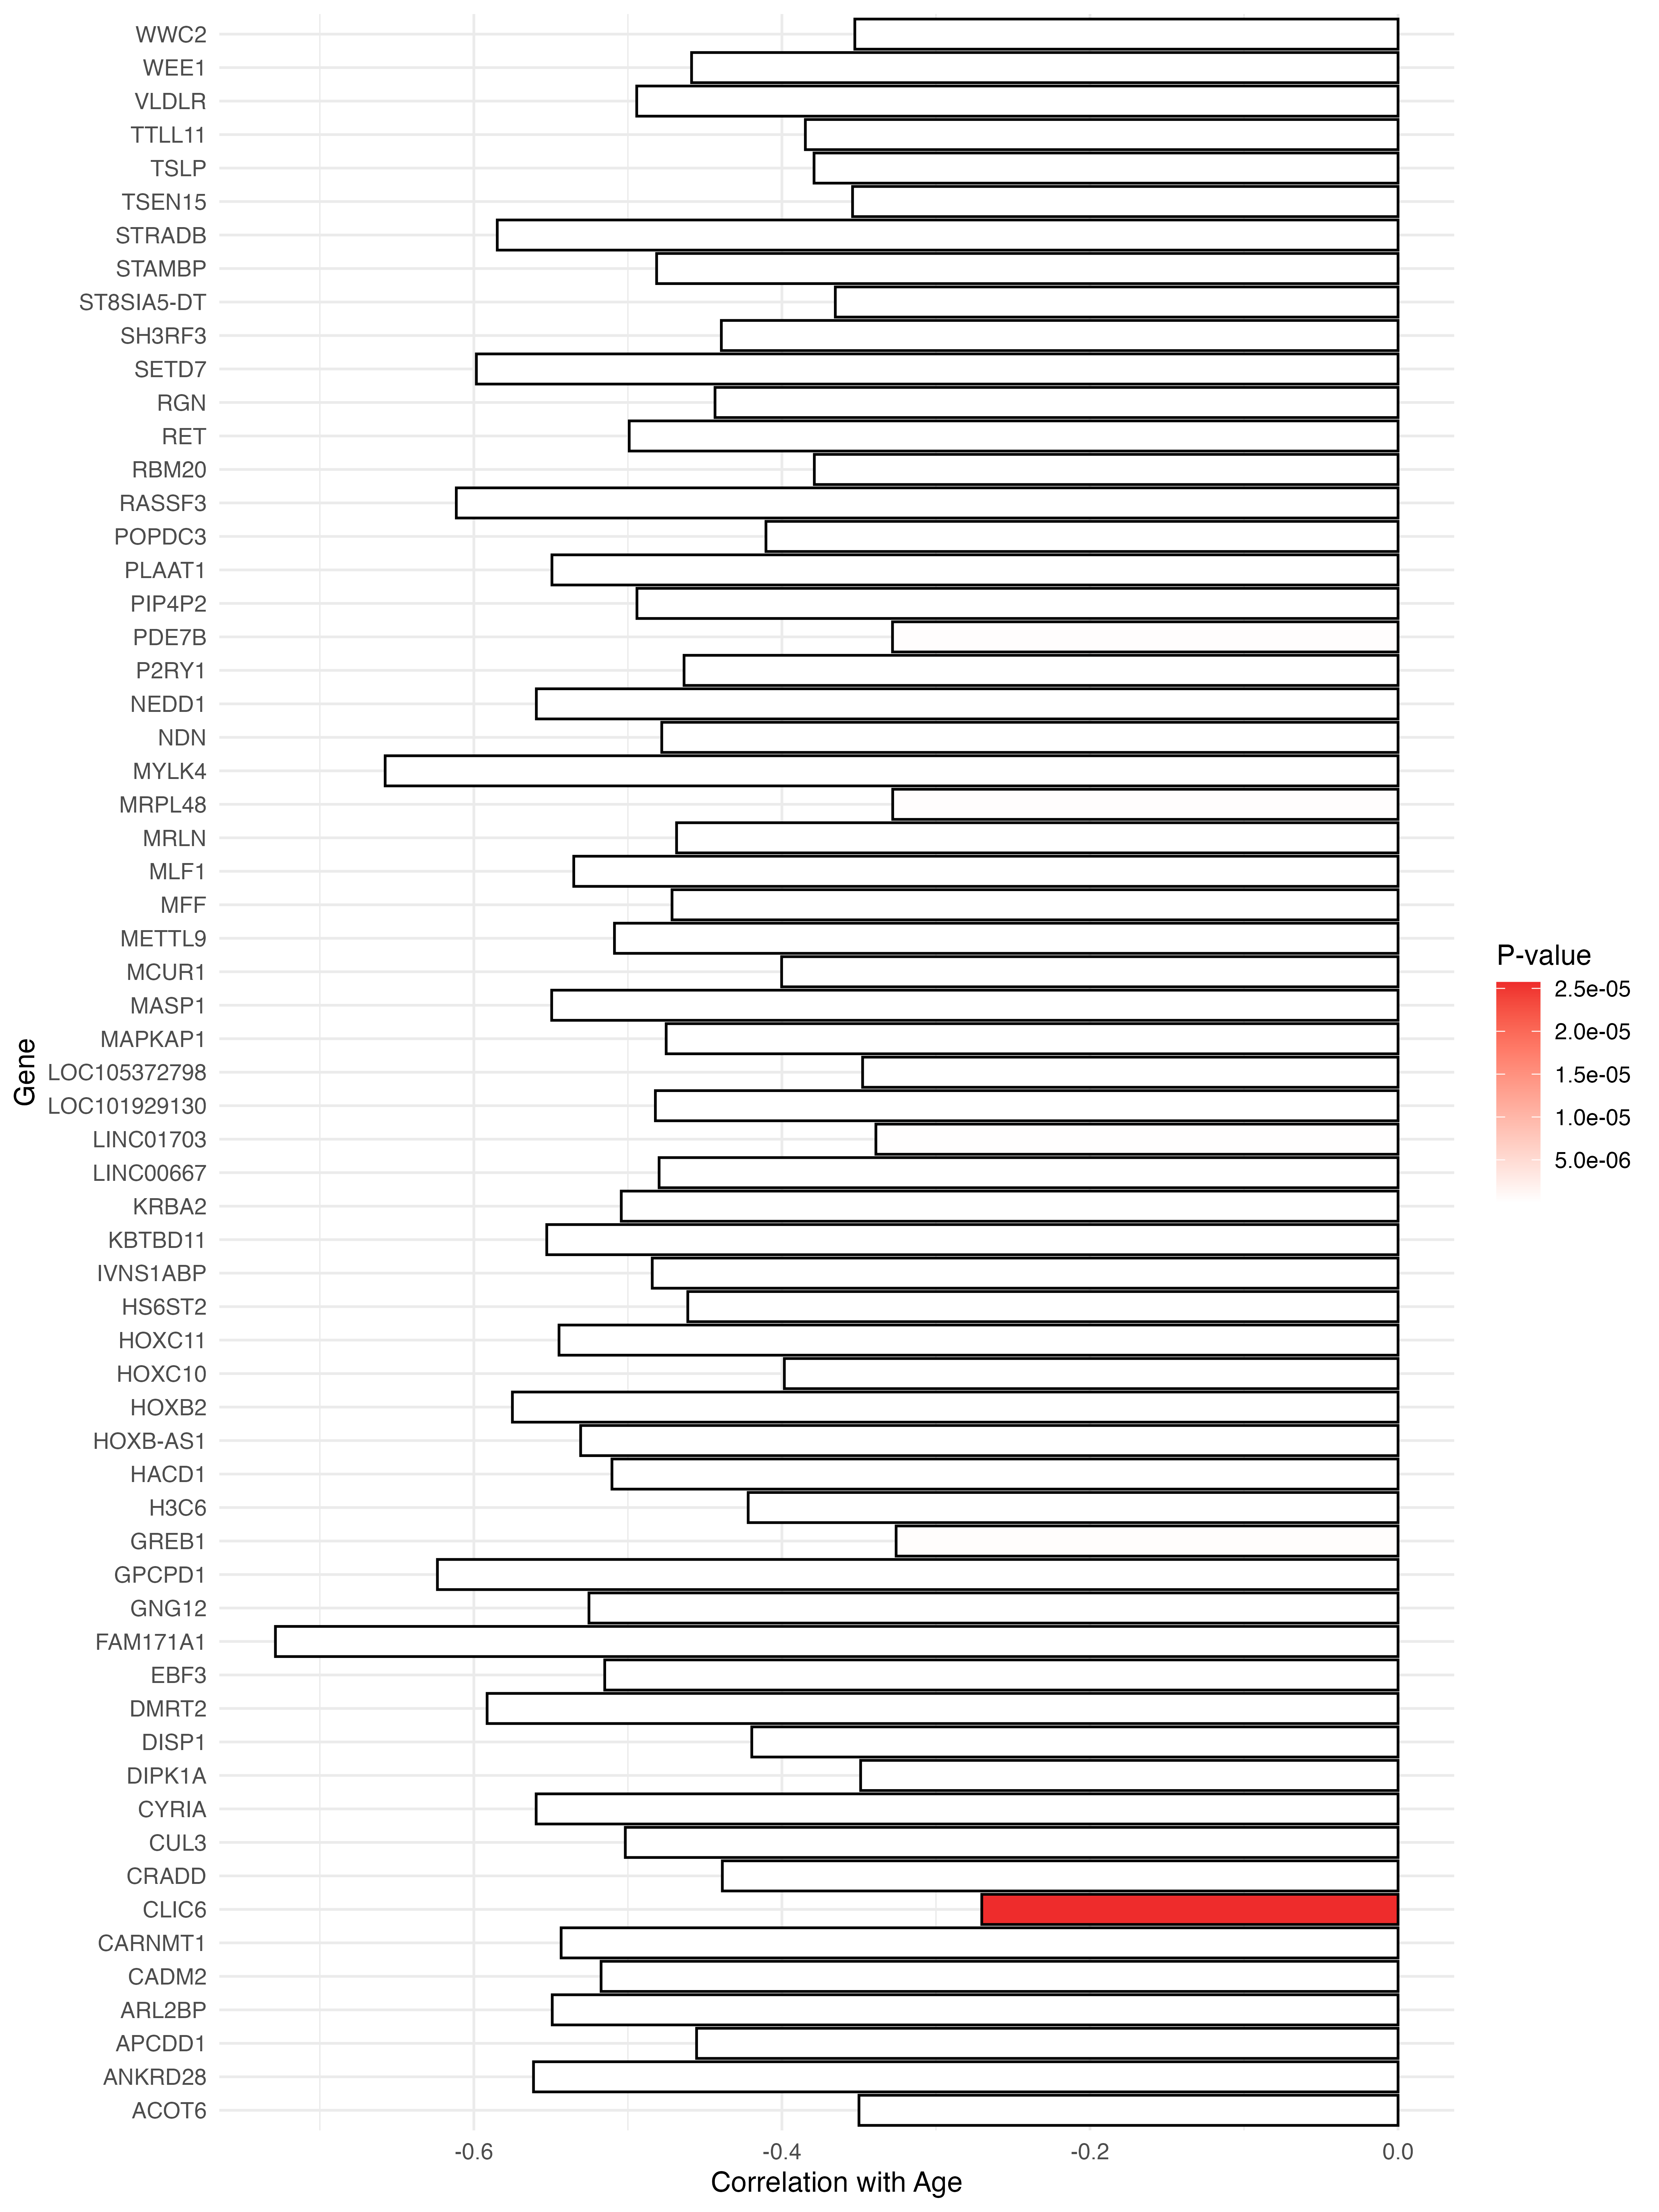 WWC2
WEE1
VLDLR
TTLL11
TSLP
TSEN15
STRADB
STAMBP
ST8SIA5-DT
SH3RF3
SETD7
RGN
RET
RBM20
RASSF3
POPDC3
PLAAT1
PIP4P2
PDE7B
P2RY1
NEDD1
NDN
MYLK4
MRPL48
MRLN
MLF1
MFF
METTL9
MCUR1
MASP1
MAPKAP1
LOC105372798
LOC101929130
LINC01703
LINC00667
KRBA2
KBTBD11
IVNS1ABP
HS6ST2
HOXC11
HOXC10
HOXB2
HOXB-AS1
HACD1
H3C6
GREB1
GPCPD1
GNG12
FAM171A1
EBF3
DMRT2
DISP1
DIPK1A
CYRIA
CUL3
CRADD
CLIC6
CARNMT1
CADM2
ARL2BP
APCDD1
ANKRD28
ACOT6
Gene
-0.6 -0.4 -0.2 0.0
Correlation with Age
P-value
2.5e-05
2.0e-05
1.5e-05
1.0e-05
5.0e-06